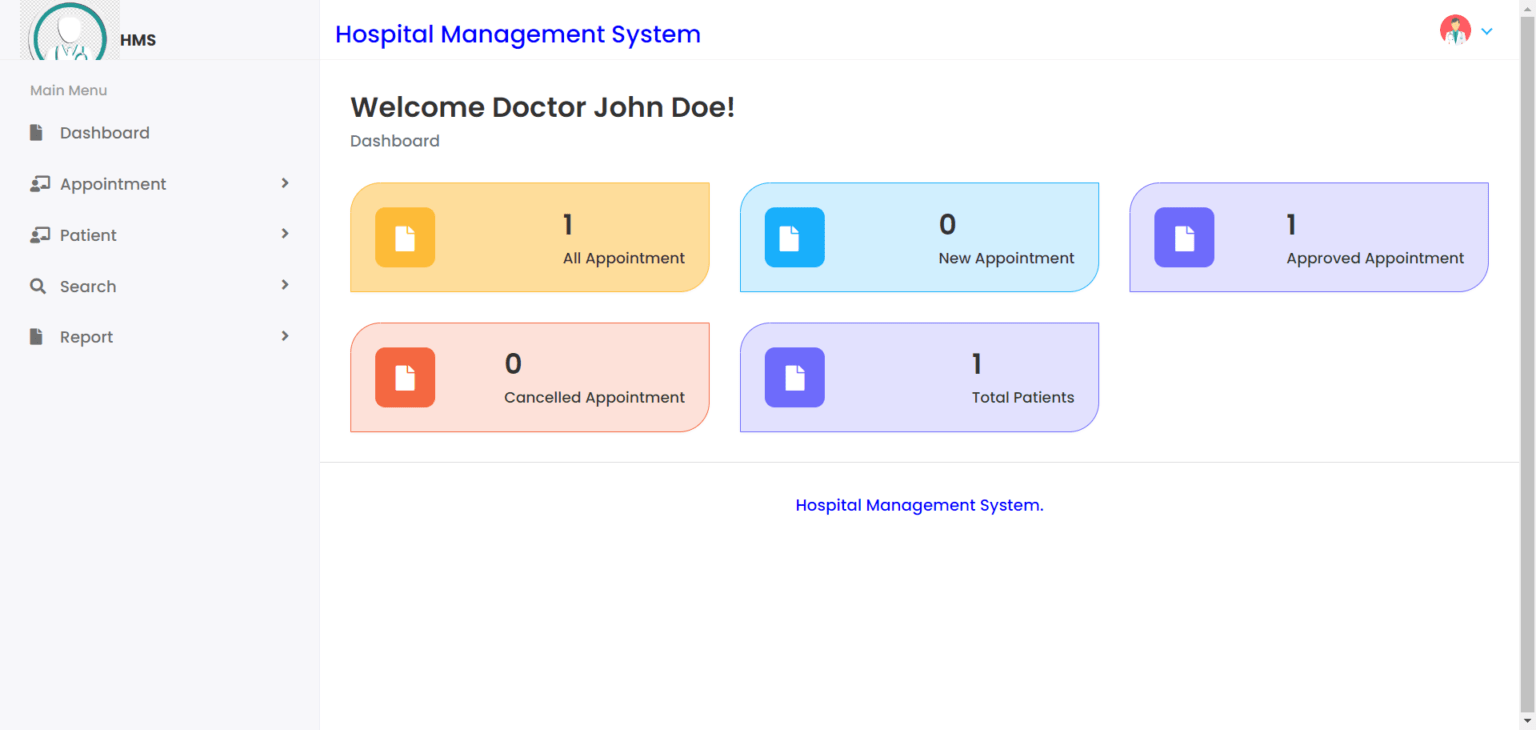 HMS
Hospital Management System
Main Menu
Dashboard
Appointment
Patient
Search
Report
Welcome Doctor John Doe!
Dashboard
1
All Appointment
0
New Appointment
1
Approved Appointment
0
Cancelled Appointment
1
Total Patients
Hospital Management System.